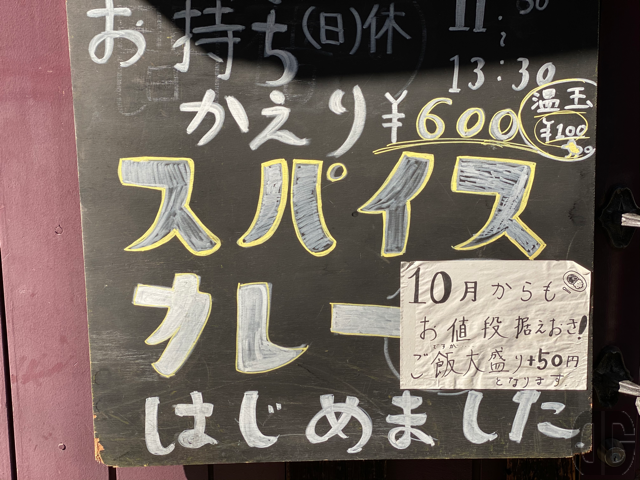 お持ち(日)休
11:30
〜
13:30
かえり¥600
温玉
¥100
スパイス
カレー
10月からも
お値段据えおき!
ご飯大盛り+50円
となります
はじめました